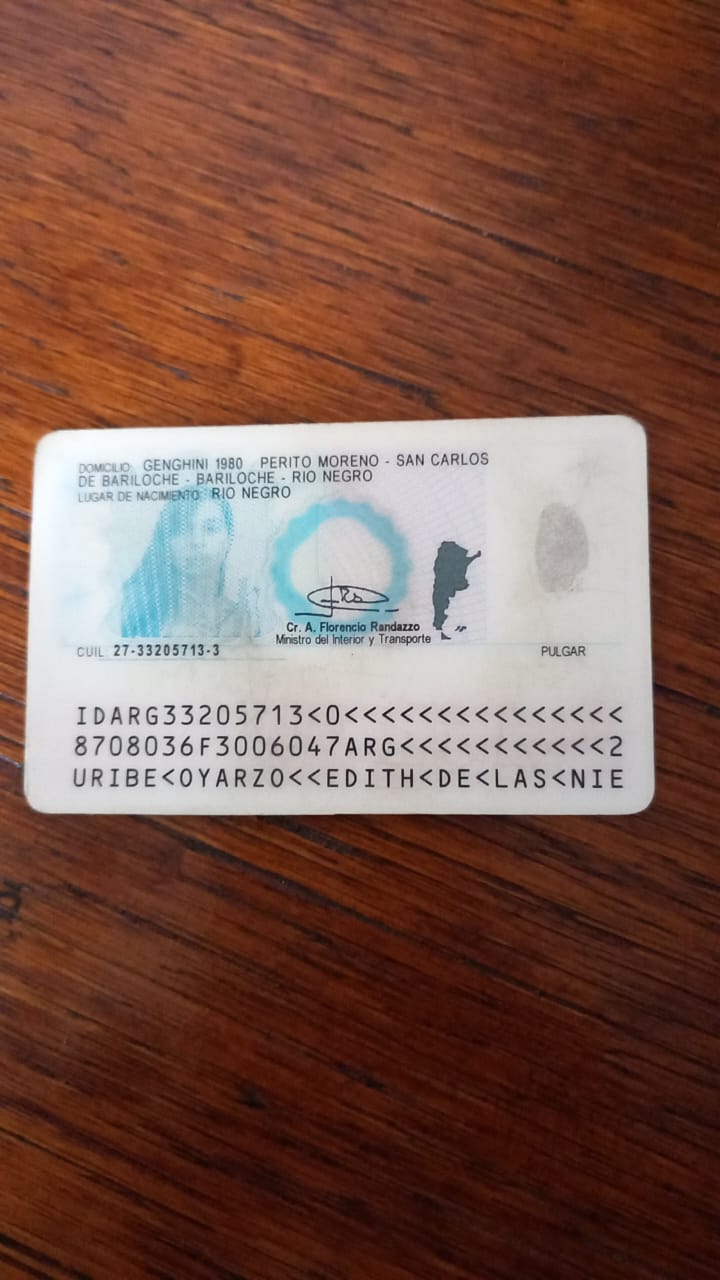 DOMICILIO: GENGHINI 1980   PERITO MORENO - SAN CARLOS
DE BARILOCHE - BARILOCHE - RIO NEGRO
LUGAR DE NACIMIENTO: RIO NEGRO
Cr. A. Florencio Randazzo
Ministro del Interior y Transporte
CUIL: 27-33205713-3
PULGAR
IDARG33205713<0<<<<<<<<<<<<<<<
8708036F3006047ARG<<<<<<<<<<<2
URIBE<OYARZO<<EDITH<DE<LAS<NIE